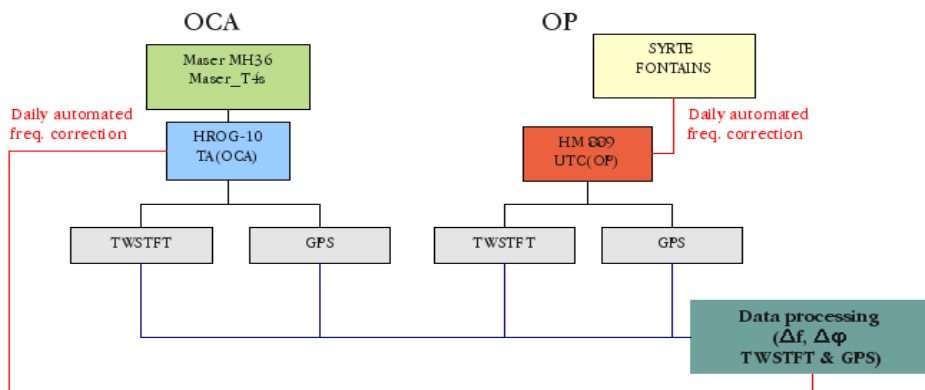 OCA
OP
Maser MH36
Maser_T4s
SYRTE
FONTAINS
Daily automated
freq. correction
Daily automated
freq. correction
HROG-10
TA(OCA)
HM 889
UTC(OP)
TWSTFT
GPS
TWSTFT
GPS
Data processing
(Δf, Δφ
TWSTFT & GPS)